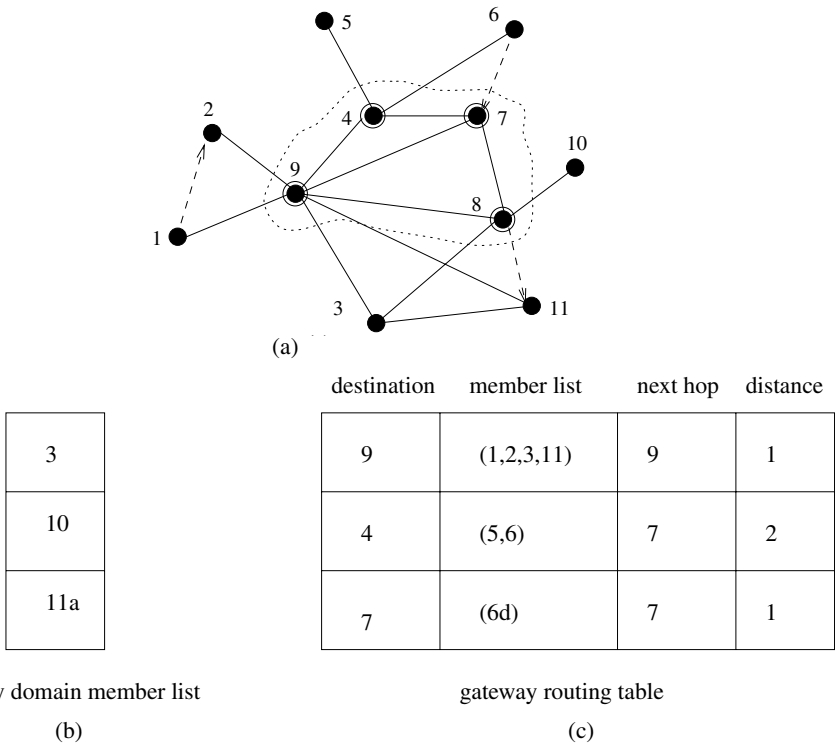 5
6
4
7
2
10
9
8
1
3
11
(a)
destination member list next hop distance
3
10
11a
9 (1,2,3,11) 9 1
4 (5,6) 7 2
7 (6d) 7 1
domain member list
gateway routing table
(b)
(c)